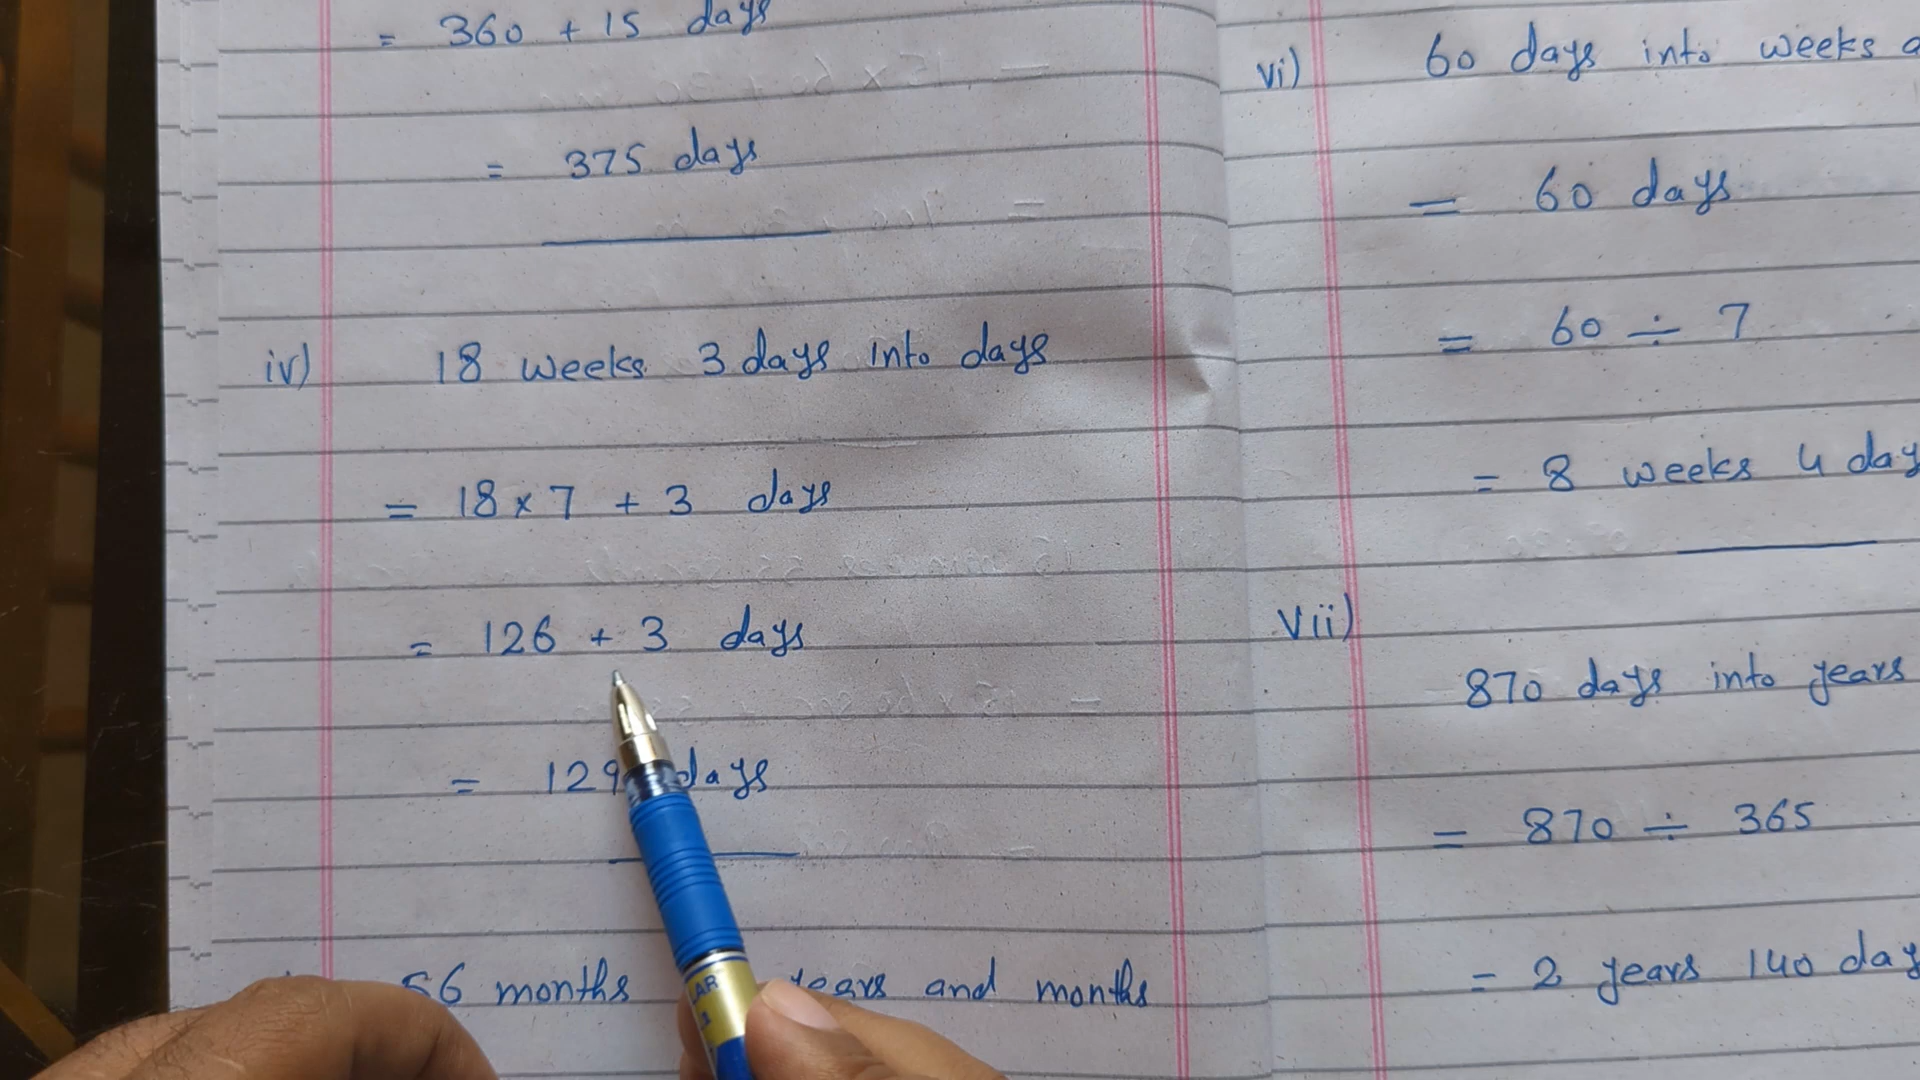 = 360 + 15 days
= 375 days
iv) 18 weeks 3 days into days
= 18 × 7 + 3 days
= 126 + 3 days
= 129 days
56 months years and months
LAR
vi) 60 days into weeks
= 60 days
= 60 ÷ 7
= 8 weeks 4 day
vii)
870 days into years
= 870 ÷ 365
= 2 years 140 day